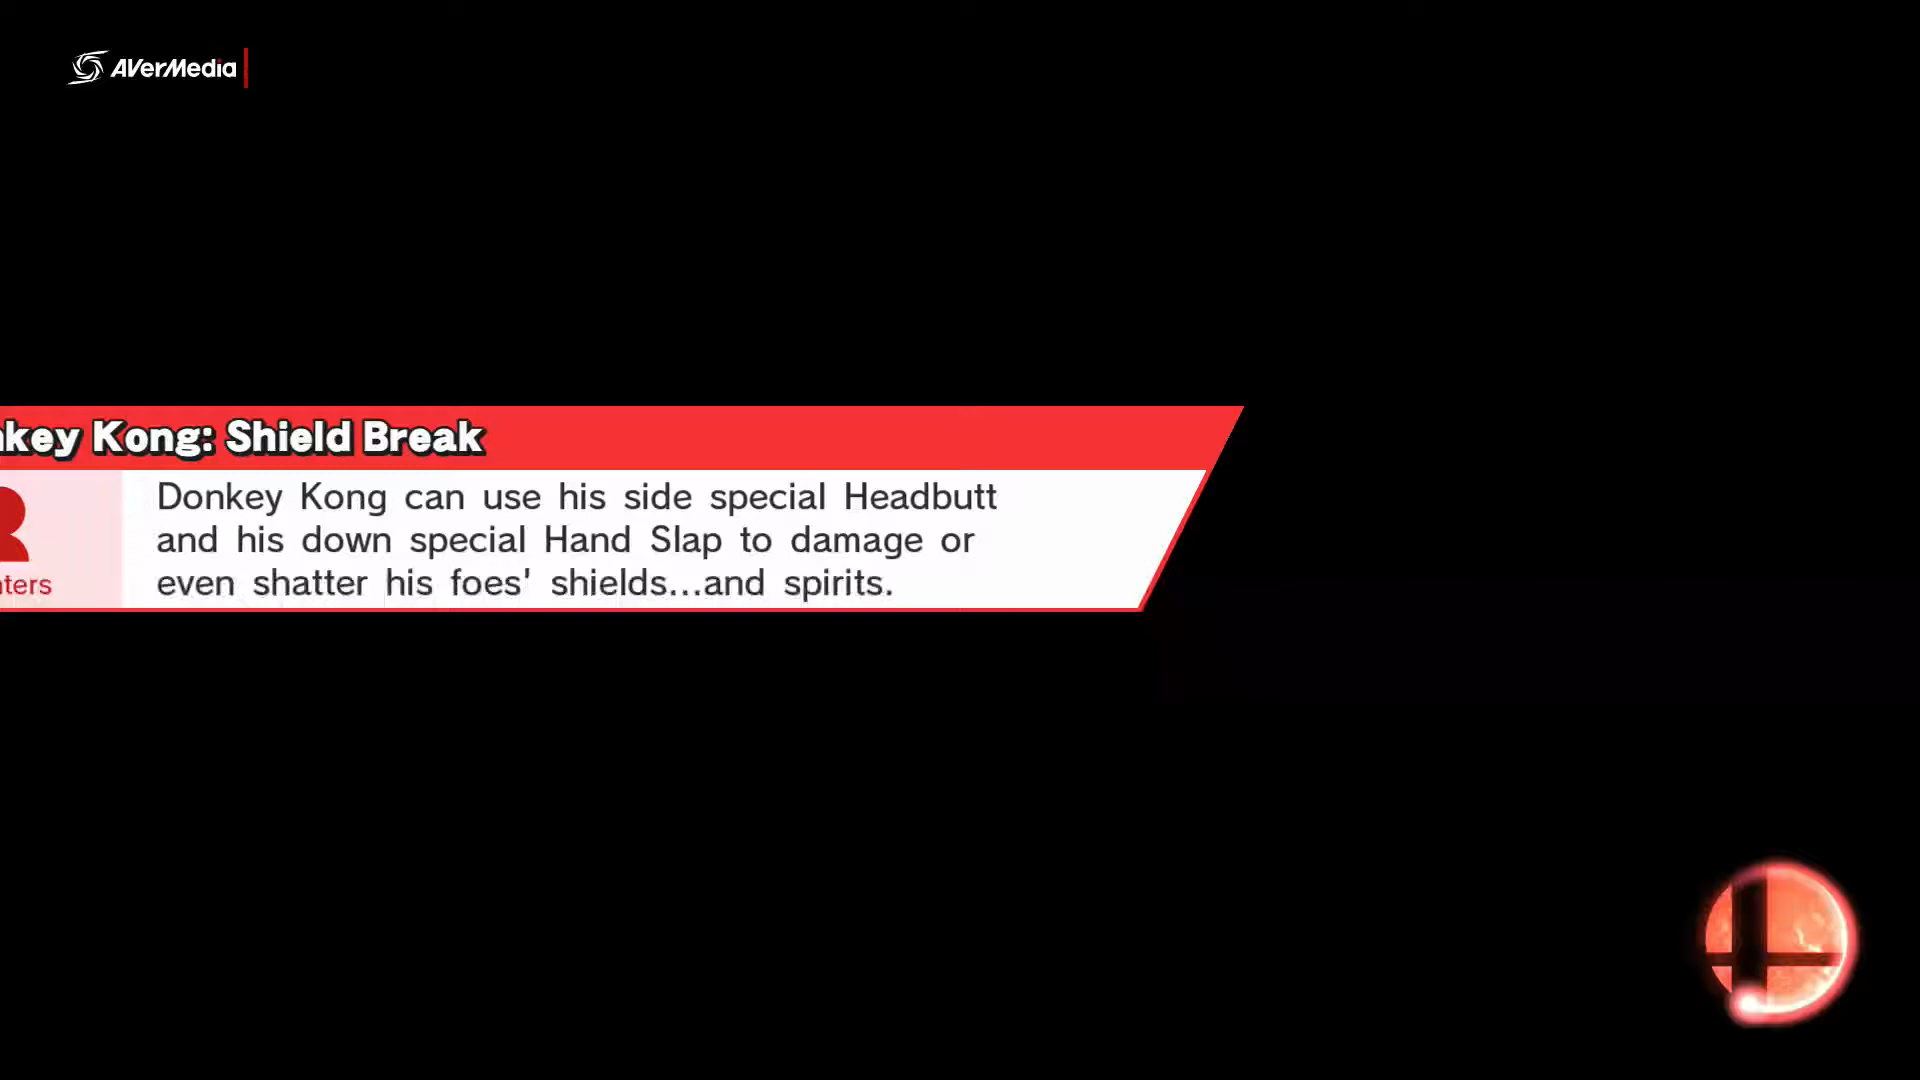 AVerMedia
nkey Kong: Shield Break
Donkey Kong can use his side special Headbutt
and his down special Hand Slap to damage or
even shatter his foes' shields...and spirits.
ters